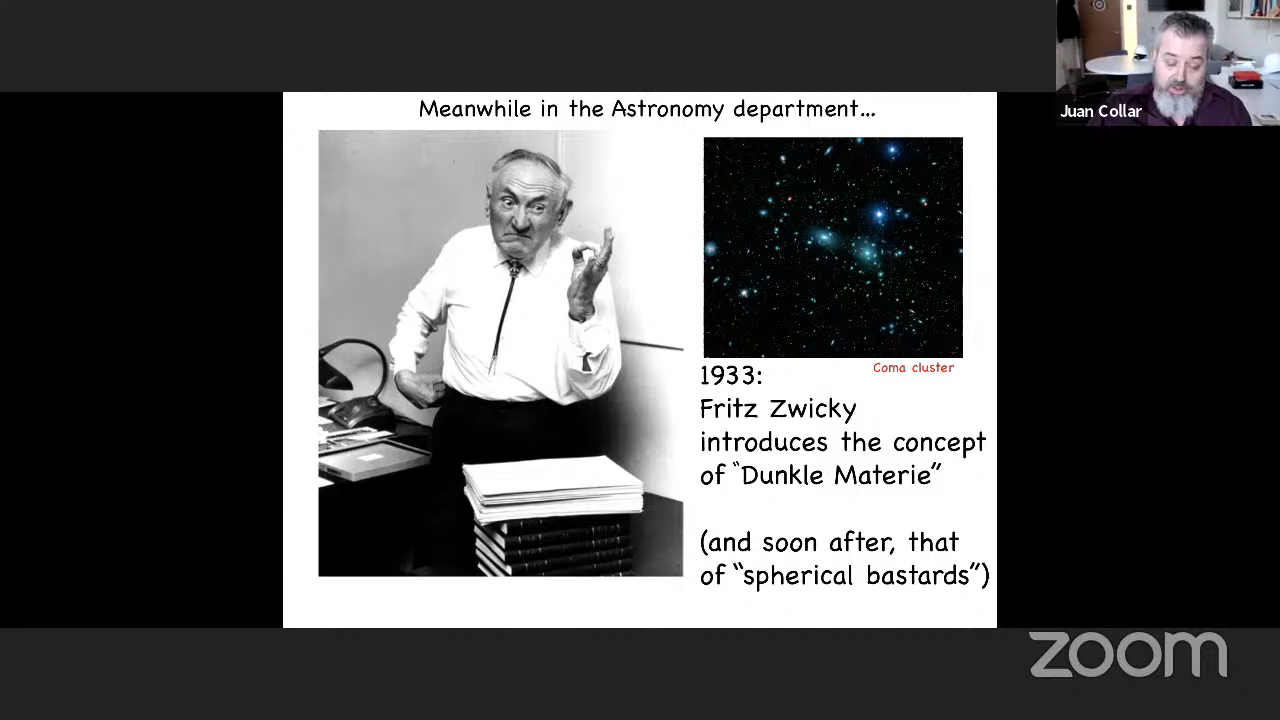 Meanwhile in the Astronomy department...
Juan Collar
Coma cluster
1933:
Fritz Zwicky
introduces the concept
of "Dunkle Materie"
(and soon after, that
of "spherical bastards")
zoom